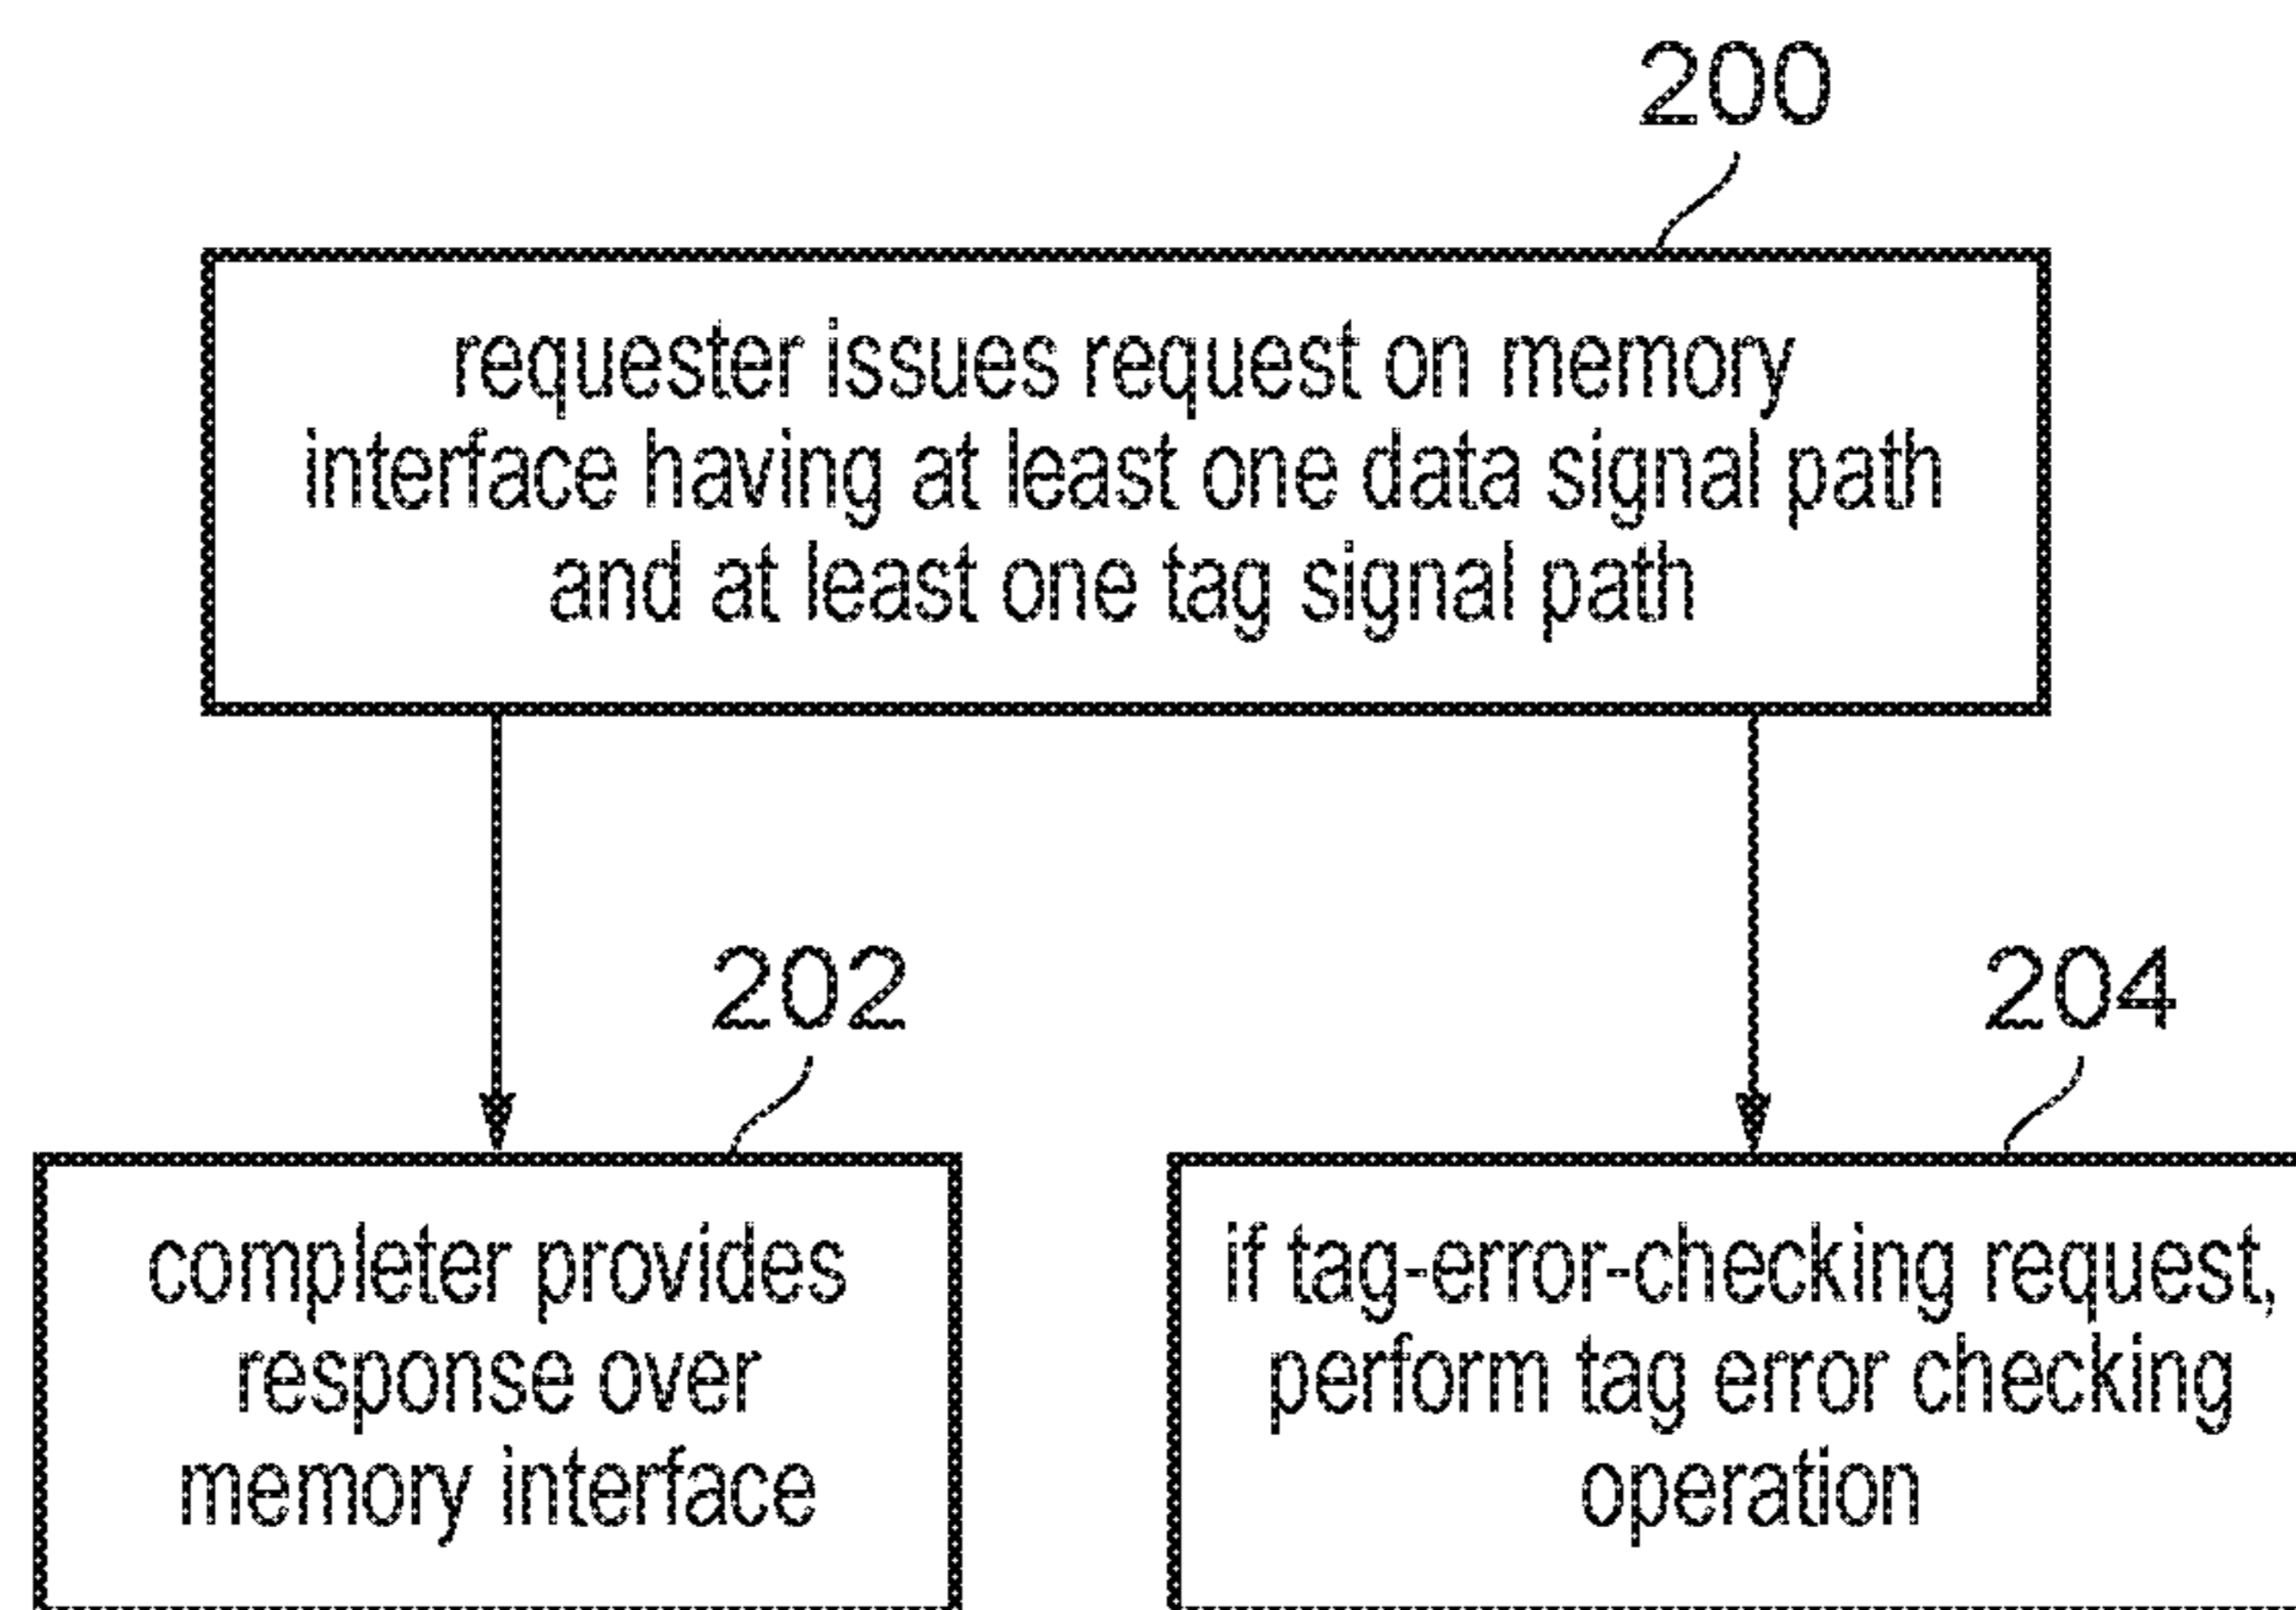 200
requester issues request on memory
interface having at least one data signal path
and at least one tag signal path
202
204
completer provides
response over
memory interface
if tag-error-checking request,
perform tag error checking
operation